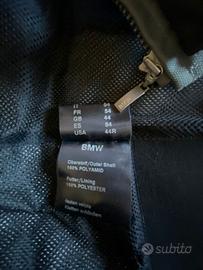 IT 54
FR 54
GB 44
ES 54
USA 44R
BMW
Oberstoff/Outer Shell
100% POLYAMID
Futter/Lining
100% POLYESTER
subito